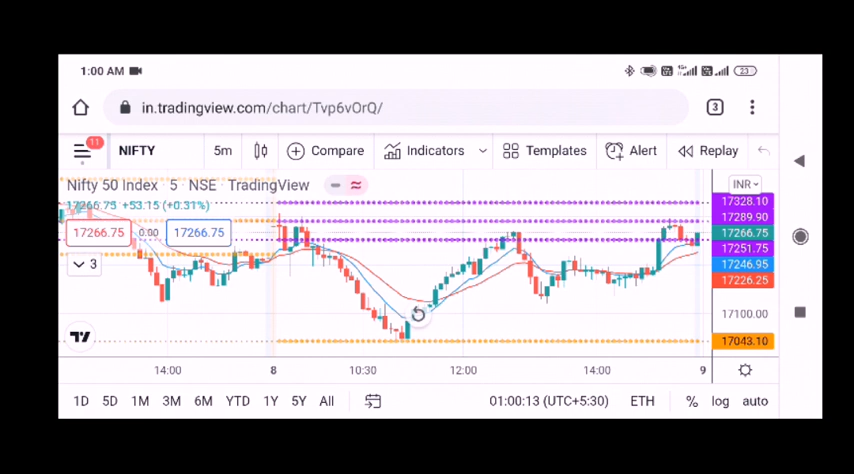 1:00 AM
23
in.tradingview.com/chart/Tvp6vOrQ/
3
11
NIFTY 5m Compare Indicators Templates Alert Replay
Nifty 50 Index · 5 · NSE · TradingView
INR
17266.75 +53.15 (+0.31%)
17266.75 0.00 17266.75
3
17328.10
17289.90
17266.75
17251.75
17246.95
17226.25
17100.00
17043.10
14:00 8 10:30 12:00 14:00 9
1D 5D 1M 3M 6M YTD 1Y 5Y All 01:00:13 (UTC+5:30) ETH % log auto